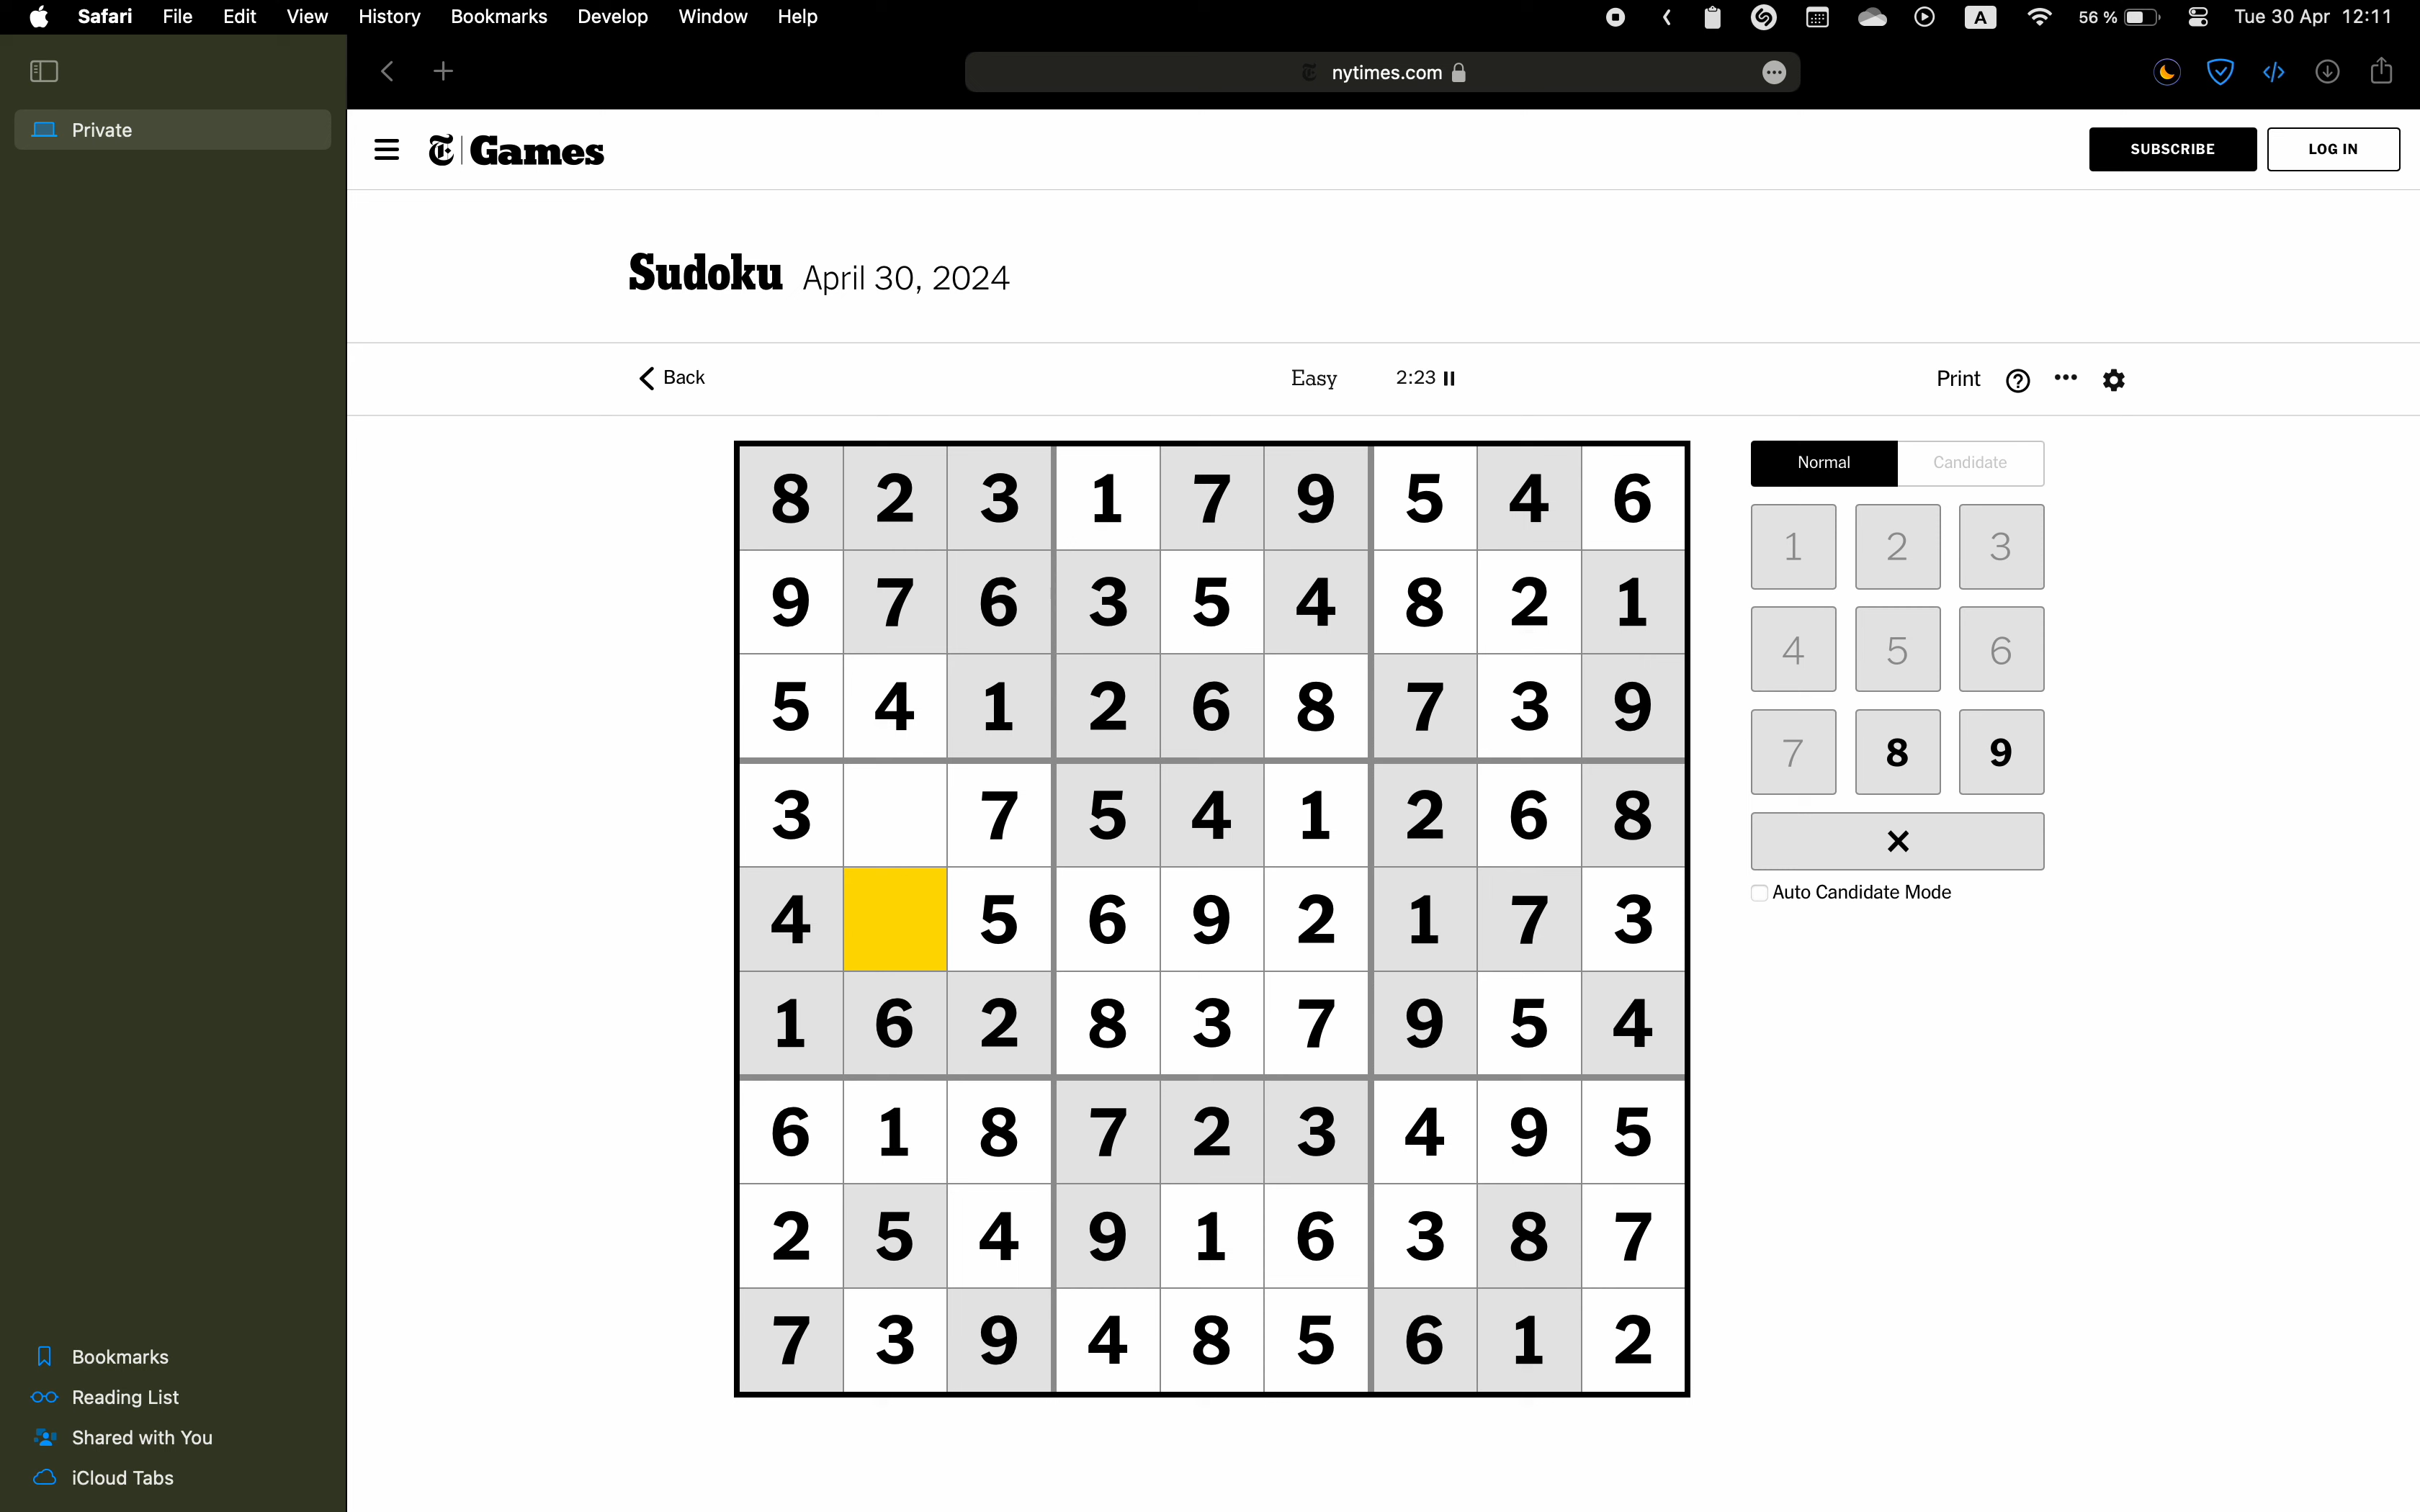 Safari File Edit View History Bookmarks Develop Window Help A 56 % Tue 30 Apr 12:11
nytimes.com
Private
Games SUBSCRIBE LOG IN
Sudoku April 30, 2024
Back Easy 2:23 Print
Normal Candidate
8 2 3 1 7 9 5 4 6
1 2 3
9 7 6 3 5 4 8 2 1
4 5 6
5 4 1 2 6 8 7 3 9
7 8 9
3 7 5 4 1 2 6 8
Auto Candidate Mode
4 5 6 9 2 1 7 3
1 6 2 8 3 7 9 5 4
6 1 8 7 2 3 4 9 5
2 5 4 9 1 6 3 8 7
7 3 9 4 8 5 6 1 2
Bookmarks
Reading List
Shared with You
iCloud Tabs